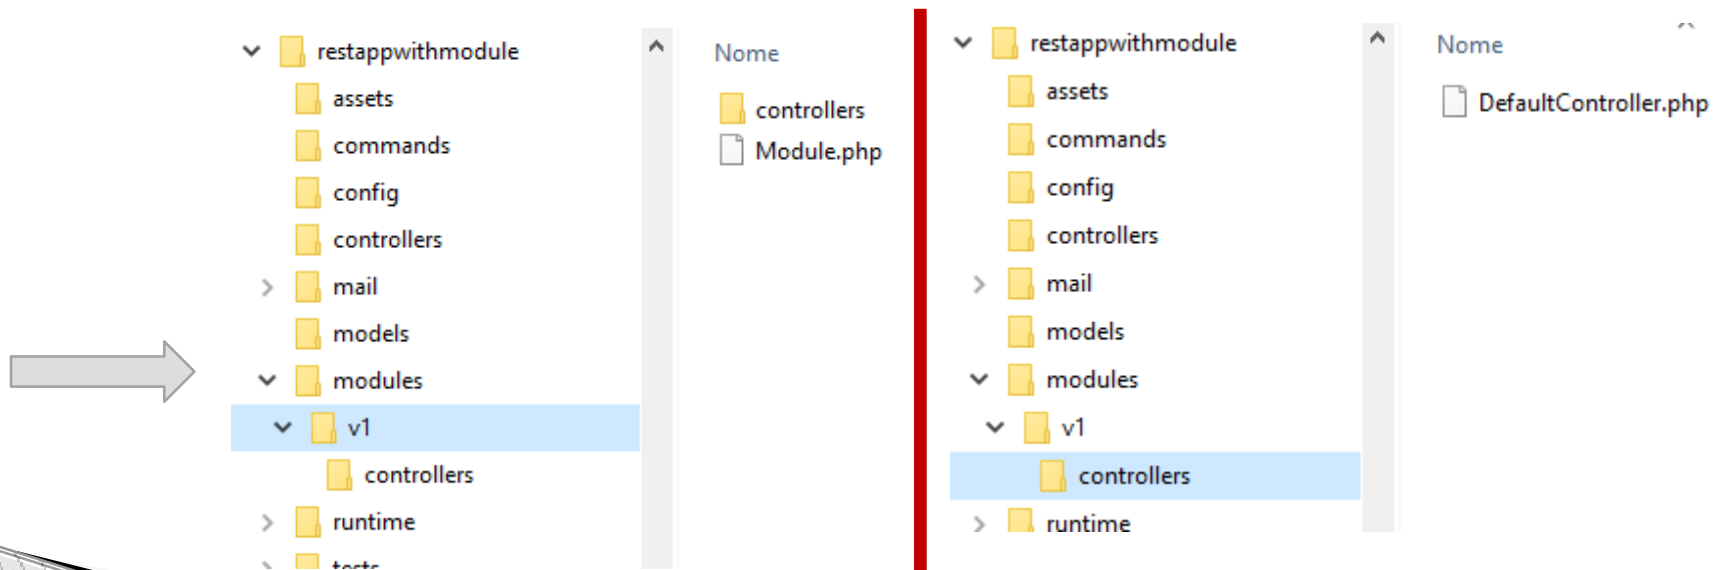 restappwithmodule
assets
commands
config
controllers
mail
models
modules
v1
controllers
runtime
tests
Nome
controllers
Module.php
restappwithmodule
assets
commands
config
controllers
mail
models
modules
v1
controllers
runtime
Nome
DefaultController.php